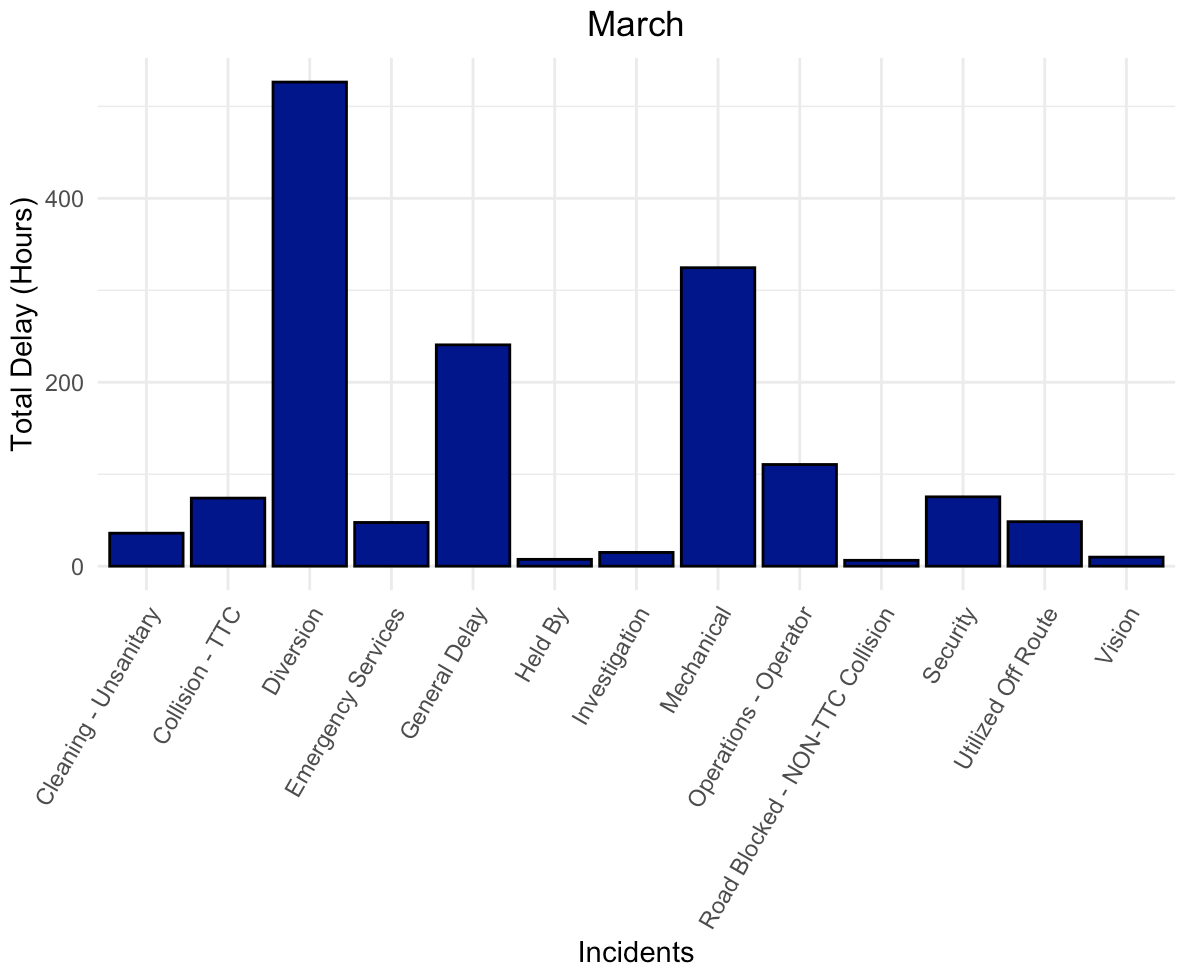 March
Total Delay (Hours)
400
200
0
Cleaning - Unsanitary
Collision - TTC
Diversion
Emergency Services
General Delay
Held By
Investigation
Mechanical
Operations - Operator
Road Blocked - NON-TTC Collision
Security
Utilized Off Route
Vision
Incidents